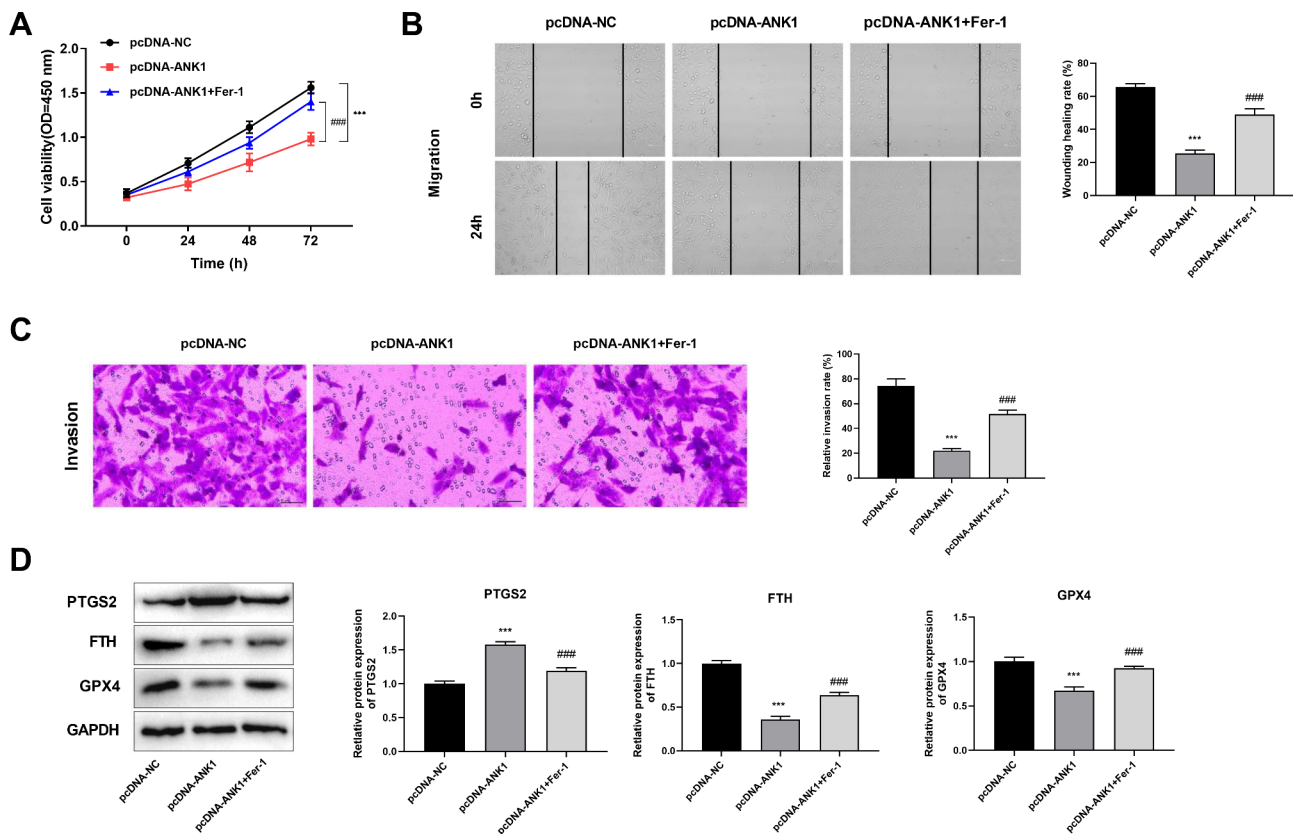 A
pcDNA-NC
pcDNA-ANK1
pcDNA-ANK1+Fer-1
Cell viability(OD=450 nm)
2.0
1.5
1.0
0.5
0.0
0 24 48 72
Time (h)
###
***
B
pcDNA-NC pcDNA-ANK1 pcDNA-ANK1+Fer-1
Migration
0h
24h
Wounding healing rate (%)
80
60
40
20
0
***
###
pcDNA-NC
pcDNA-ANK1
pcDNA-ANK1+Fer-1
C
pcDNA-NC pcDNA-ANK1 pcDNA-ANK1+Fer-1
Invasion
Relative invasion rate (%)
100
80
60
40
20
0
***
###
pcDNA-NC
pcDNA-ANK1
pcDNA-ANK1+Fer-1
D
PTGS2
FTH
GPX4
GAPDH
pcDNA-NC
pcDNA-ANK1
pcDNA-ANK1+Fer-1
PTGS2
Retlative protein expression
of PTGS2
2.0
1.5
1.0
0.5
0.0
***
###
pcDNA-NC
pcDNA-ANK1
pcDNA-ANK1+Fer-1
FTH
Retlative protein expression
of FTH
1.5
1.0
0.5
0.0
***
###
pcDNA-NC
pcDNA-ANK1
pcDNA-ANK1+Fer-1
GPX4
Retlative protein expression
of GPX4
1.5
1.0
0.5
0.0
***
###
pcDNA-NC
pcDNA-ANK1
pcDNA-ANK1+Fer-1